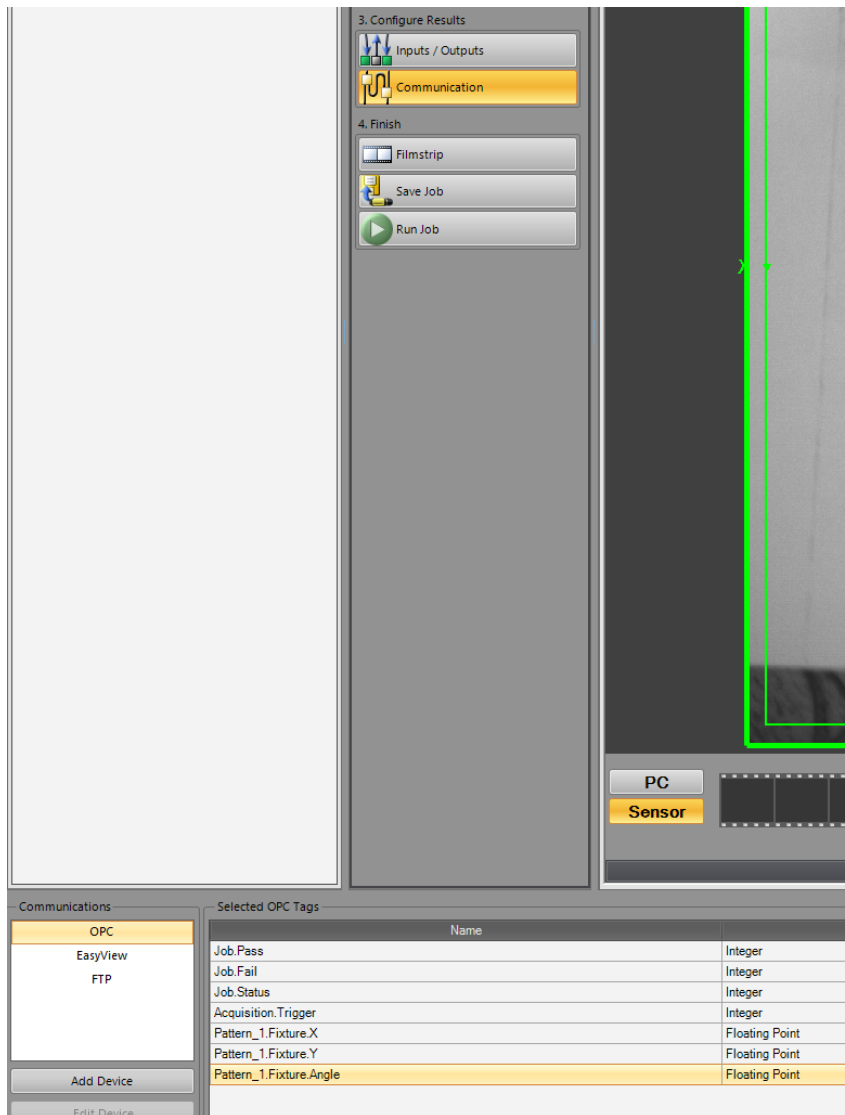 3. Configure Results
Inputs / Outputs
Communication
4. Finish
Filmstrip
Save Job
Run Job
X
PC
Sensor
Communications
OPC
EasyView
FTP
Add Device
Edit Device
Selected OPC Tags
Name
Job.Pass Integer
Job.Fail Integer
Job.Status Integer
Acquisition.Trigger Integer
Pattern_1.Fixture.X Floating Point
Pattern_1.Fixture.Y Floating Point
Pattern_1.Fixture.Angle Floating Point